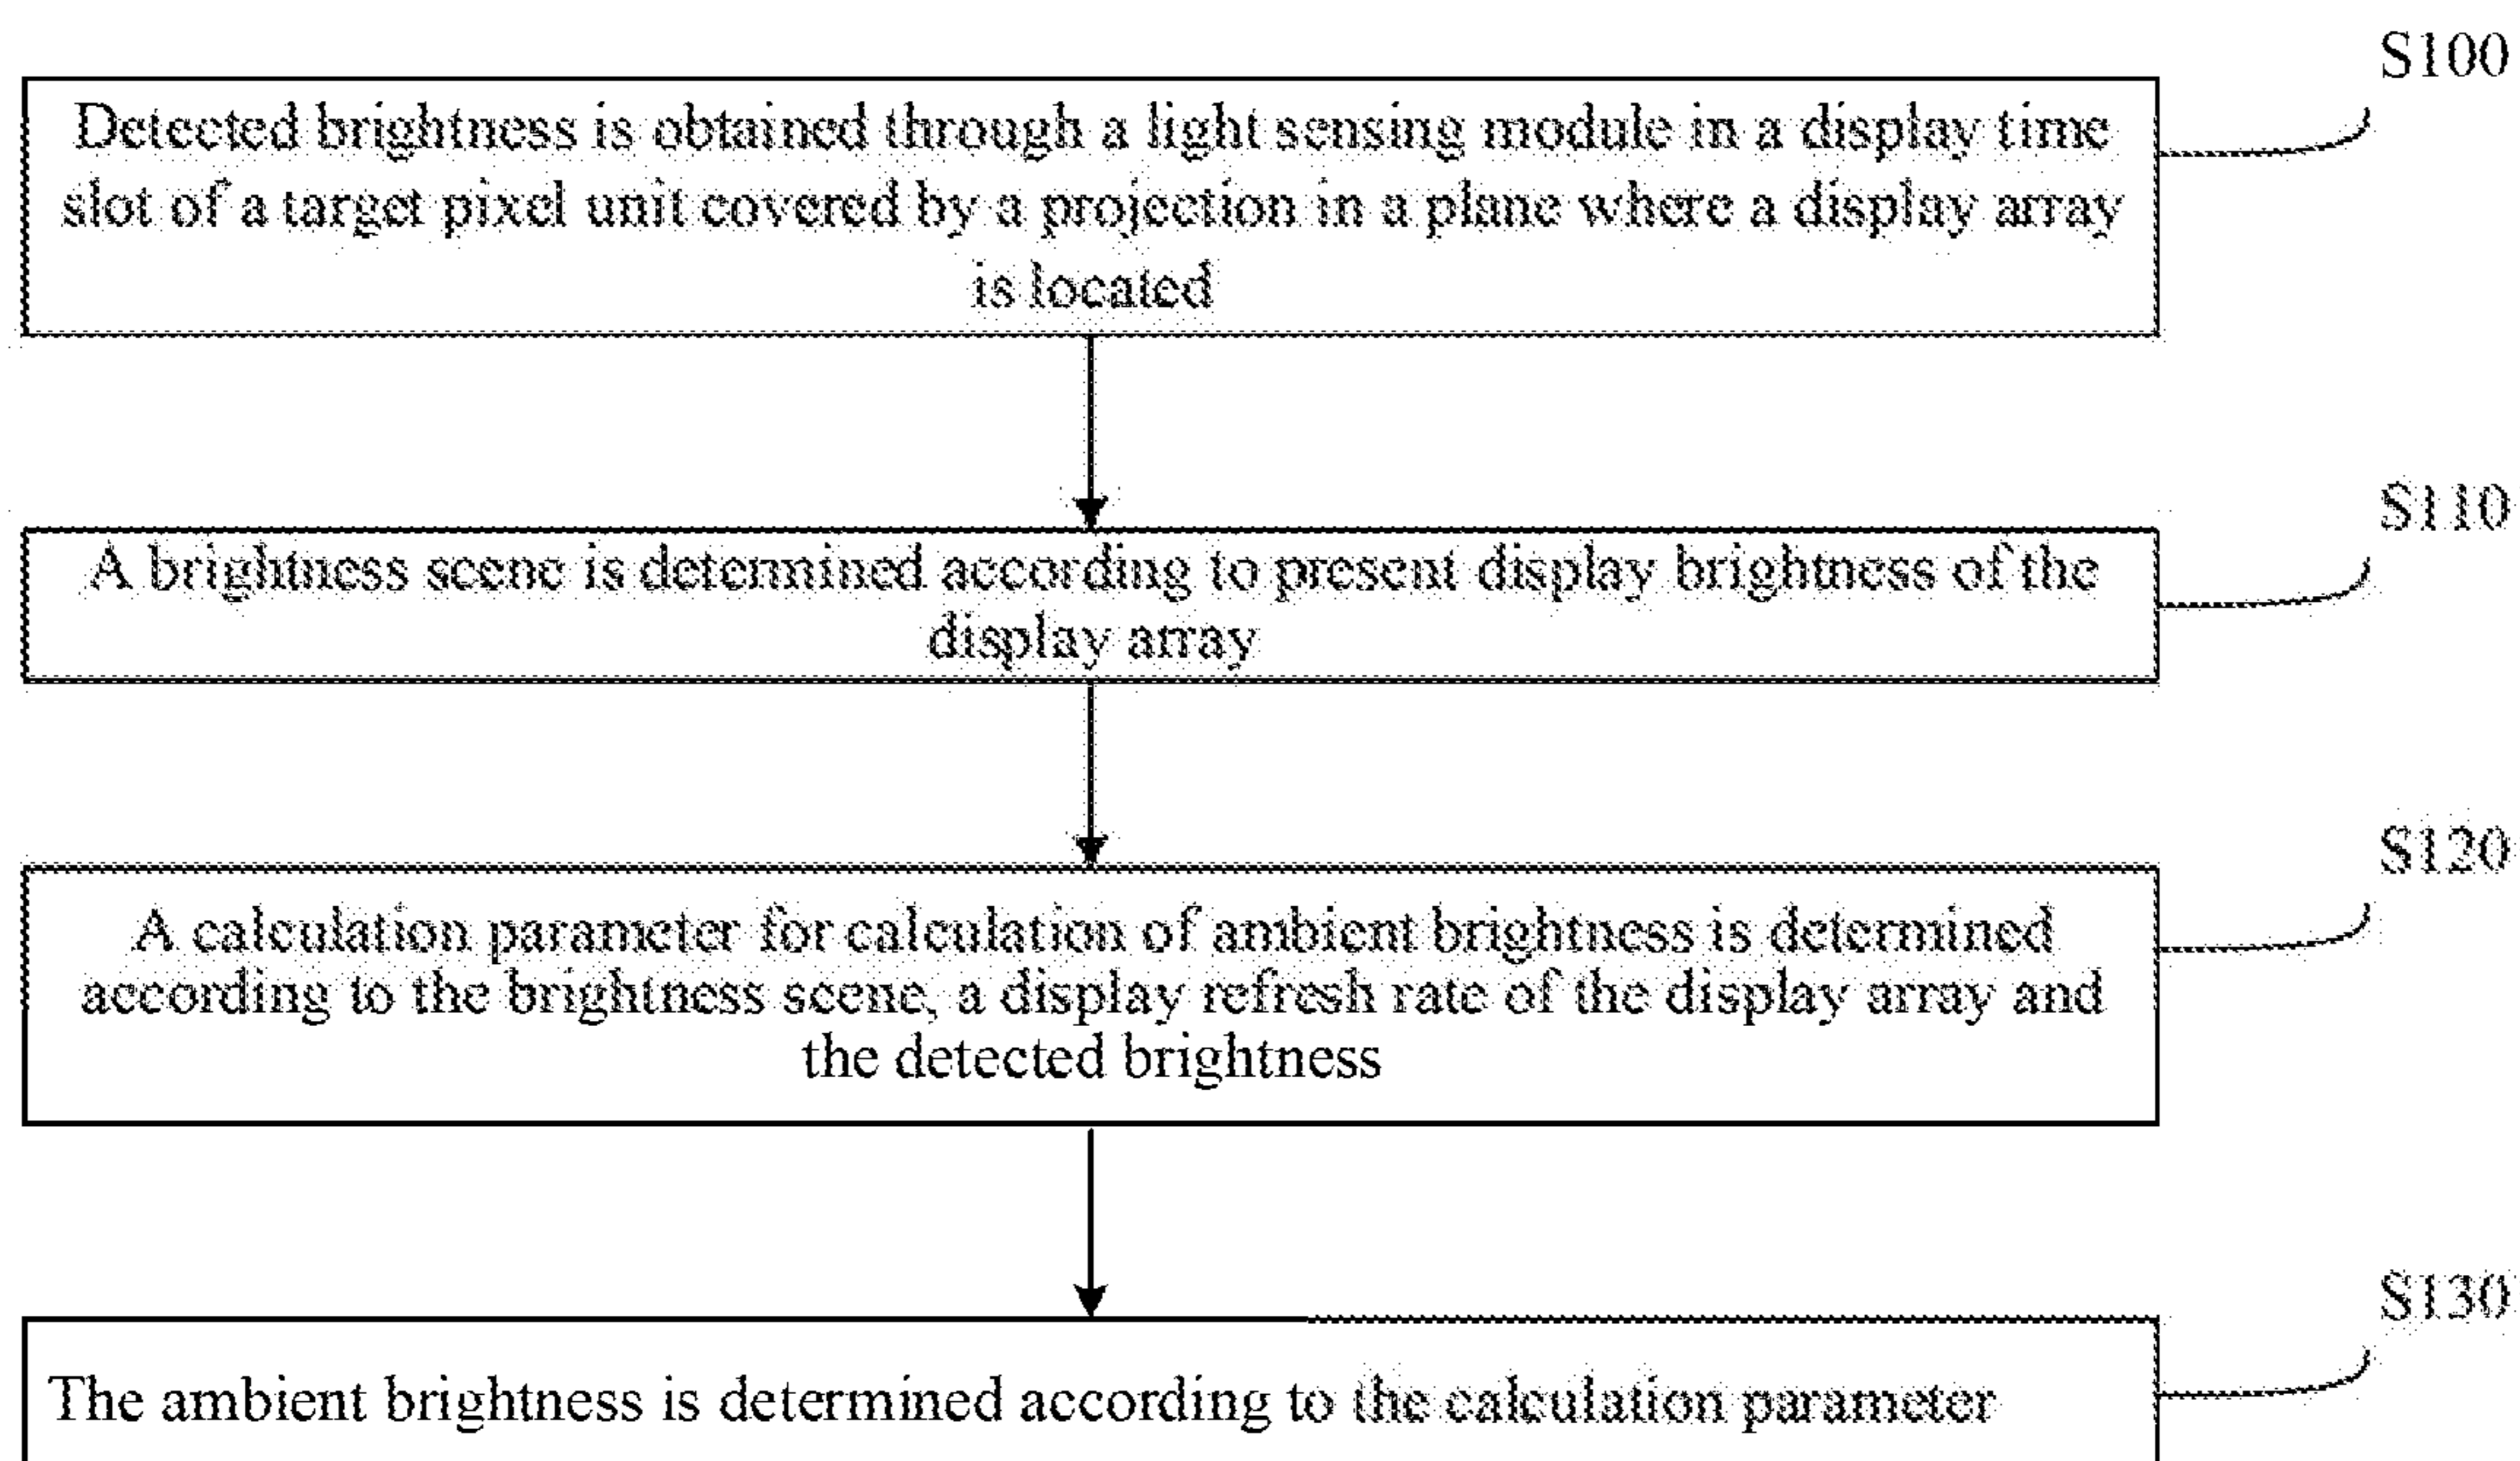 S100
Detected brightness is obtained through a light sensing module in a display time
slot of a target pixel unit covered by a projection in a plane where a display array
is located
S110
A brightness scene is determined according to present display brightness of the
display array
S120
A calculation parameter for calculation of ambient brightness is determined
according to the brightness scene, a display refresh rate of the display array and
the detected brightness
S130
The ambient brightness is determined according to the calculation parameter